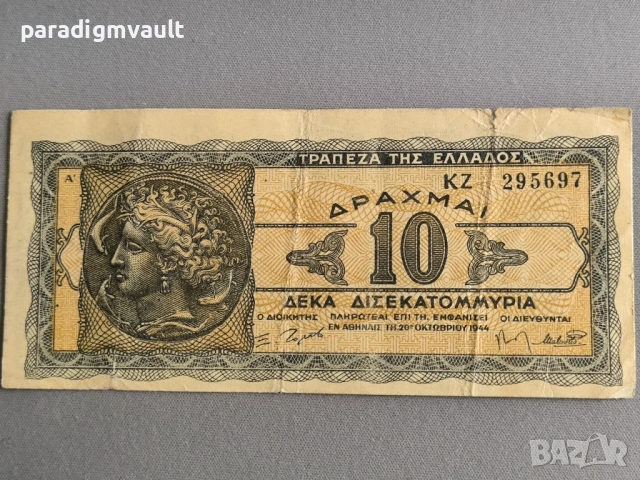 paradigmvault
ΤΡΑΠΕΖΑ ΤΗΣ ΕΛΛΑΔΟΣ
Α'
ΚΖ 295697
ΔΡΑΧΜΑΙ
10
ΔΕΚΑ ΔΙΣΕΚΑΤΟΜΜΥΡΙΑ
Ο ΔΙΟΙΚΗΤΗΣ ΠΛΗΡΩΤΕΑΙ ΕΠΙ ΤΗ ΕΜΦΑΝΙΣΕΙ ΟΙ ΔΙΕΥΘΥΝΤΑΙ
ΕΝ ΑΘΗΝΑΙΣ ΤΗ 20ῌ ΟΚΤΩΒΡΙΟΥ 1944
BAZAR